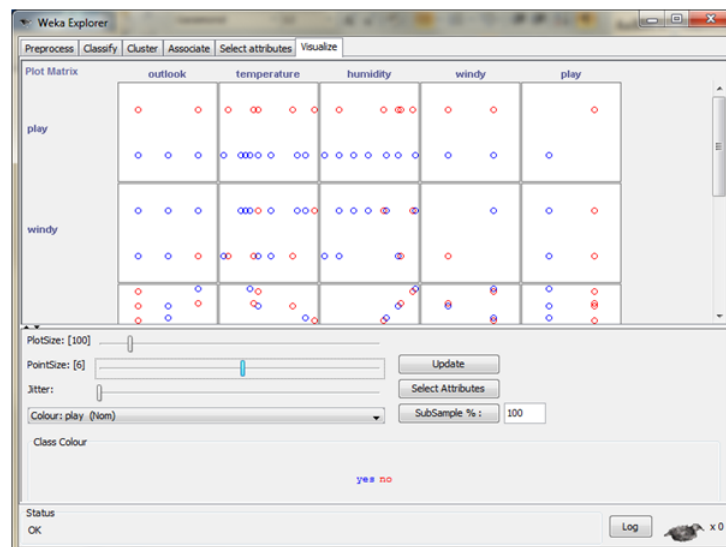 Weka Explorer
Preprocess Classify Cluster Associate Select attributes Visualize
Plot Matrix outlook temperature humidity windy play
play
windy
PlotSize: [100]
PointSize: [6] Update
Jitter: Select Attributes
Colour: play (Nom) SubSample % : 100
Class Colour
yes no
Status
OK Log x 0